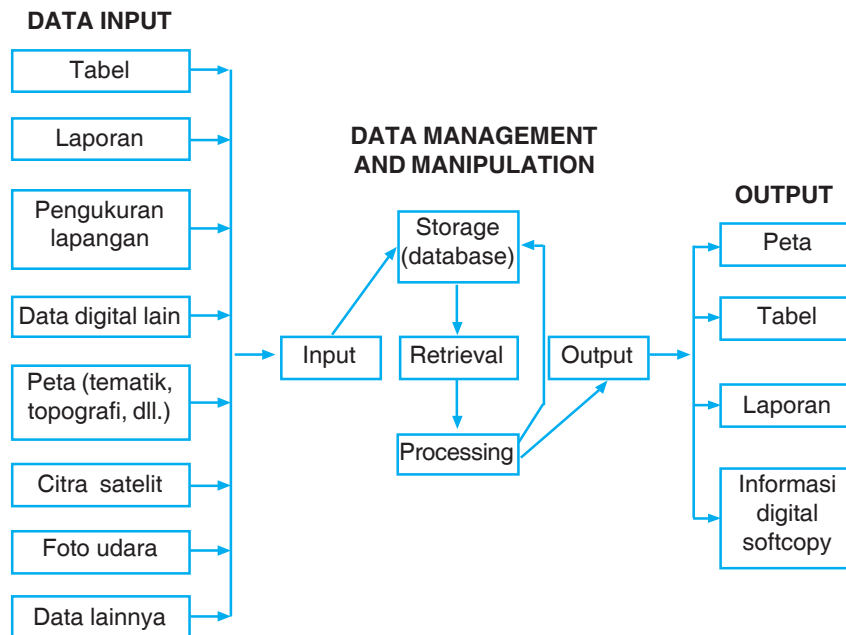 DATA INPUT
Tabel
Laporan
Pengukuran
lapangan
Data digital lain
Peta (tematik,
topografi, dll.)
Citra satelit
Foto udara
Data lainnya
DATA MANAGEMENT
AND MANIPULATION
Input
Storage
(database)
Retrieval
Processing
Output
OUTPUT
Peta
Tabel
Laporan
Informasi
digital
softcopy